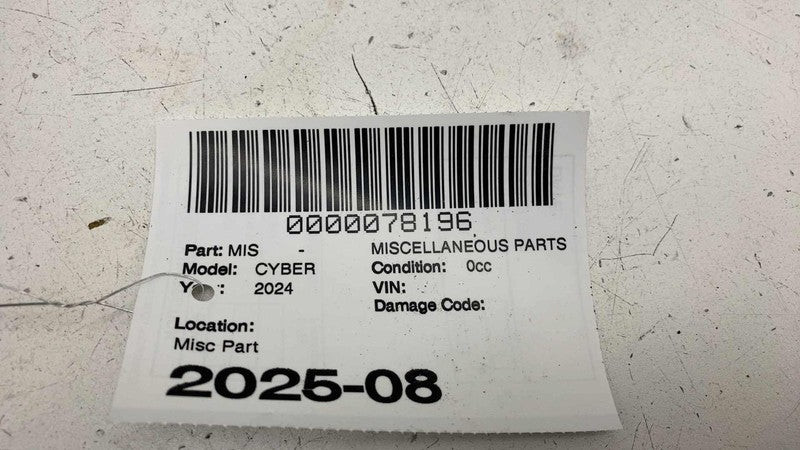 0000078196
Part: MIS - MISCELLANEOUS PARTS
Model: CYBER Condition: 0cc
Y : 2024 VIN:
Damage Code:
Location:
Misc Part
2025-08